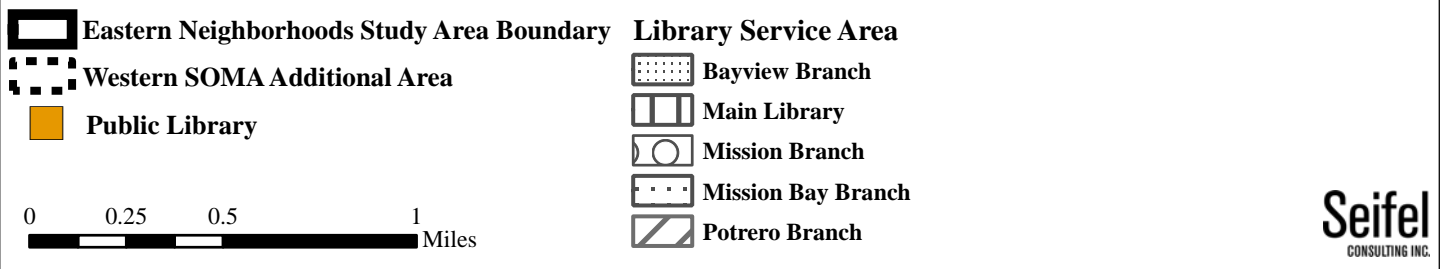 Eastern Neighborhoods Study Area Boundary
Western SOMA Additional Area
Public Library
0 0.25 0.5 1
Miles
Library Service Area
Bayview Branch
Main Library
Mission Branch
Mission Bay Branch
Potrero Branch
Seifel
CONSULTING INC.